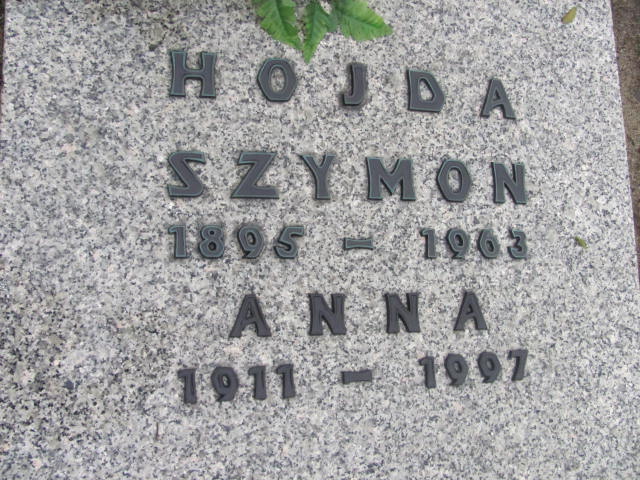 HOJDA
SZYMON
1895 - 1963
ANNA
1911 - 1997